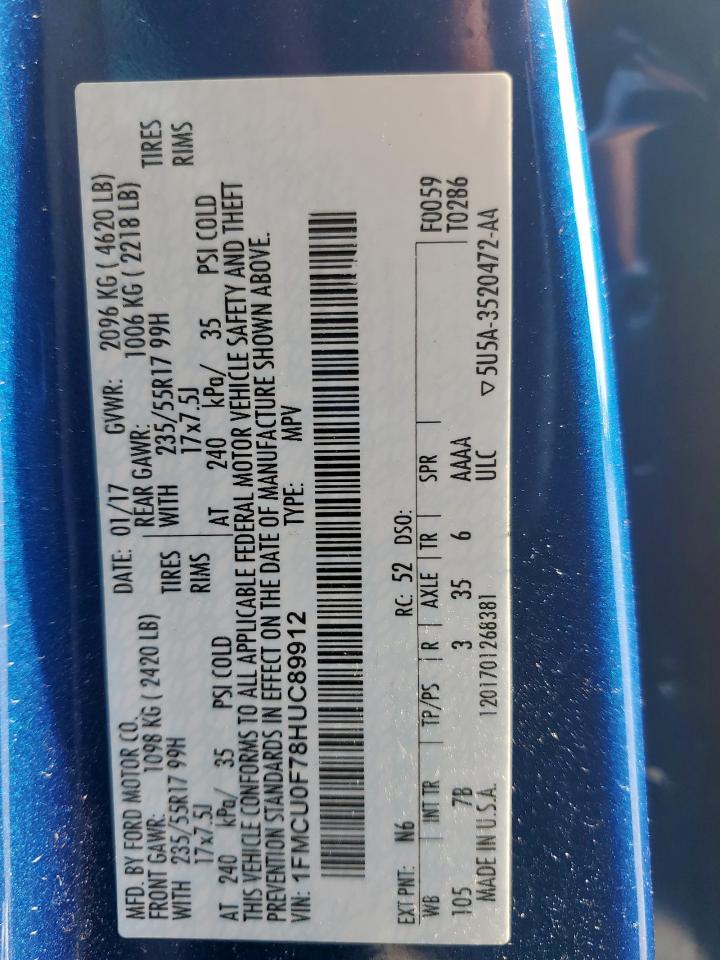 MFD. BY FORD MOTOR CO. DATE: 01/17 GVWR: 2096 KG ( 4620 LB)
FRONT GAWR: 1098 KG ( 2420 LB) REAR GAWR: 1006 KG ( 2218 LB)
WITH 235/55R17 99H TIRES WITH 235/55R17 99H TIRES
17x7.5J RIMS 17x7.5J RIMS
AT 240 kPa/ 35 PSI COLD AT 240 kPa/ 35 PSI COLD
THIS VEHICLE CONFORMS TO ALL APPLICABLE FEDERAL MOTOR VEHICLE SAFETY AND THEFT
PREVENTION STANDARDS IN EFFECT ON THE DATE OF MANUFACTURE SHOWN ABOVE.
VIN: 1FMCU0F78HUC89912 TYPE: MPV
EXT PNT: N6 RC: 52 DSO:
WB INT TR TP/PS R AXLE TR SPR F0059
105 7B 3 35 6 AAAA T0286
ULC
MADE IN U.S.A. 1201701268381 ▽5U5A-3520472-AA